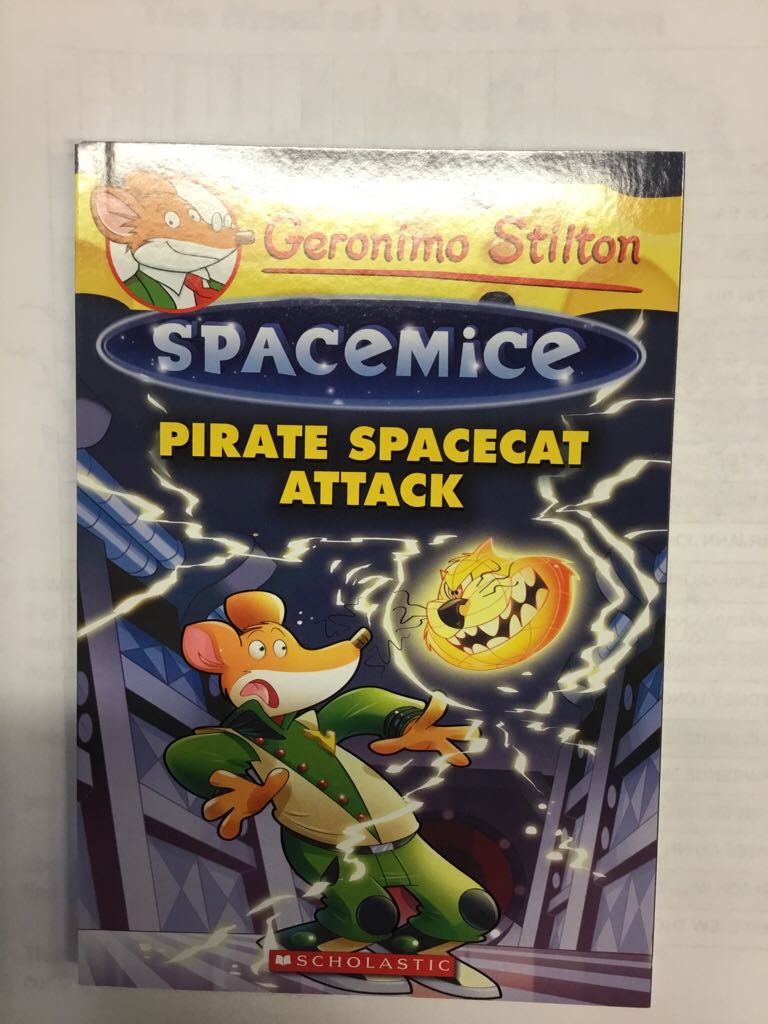 Geronimo Stilton
SPACEMiCE
PIRATE SPACECAT
ATTACK
SCHOLASTIC